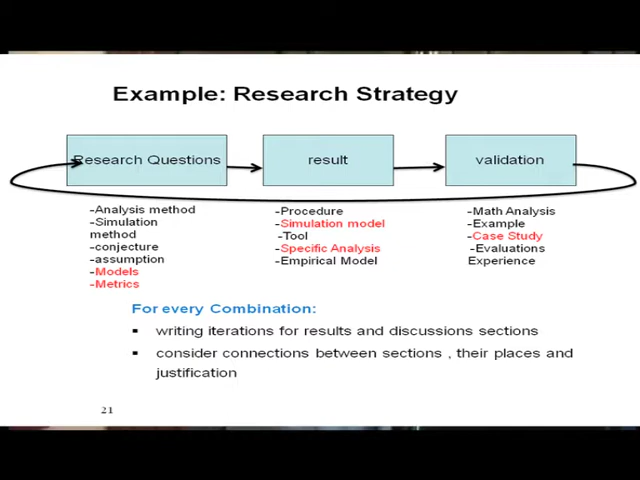 Example: Research Strategy
Research Questions
result
validation
-Analysis method
-Simulation
method
-conjecture
-assumption
-Models
-Metrics
-Procedure
-Simulation model
-Tool
-Specific Analysis
-Empirical Model
-Math Analysis
-Example
-Case Study
-Evaluations
Experience
For every Combination:
▪ writing iterations for results and discussions sections
▪ consider connections between sections , their places and
justification
21